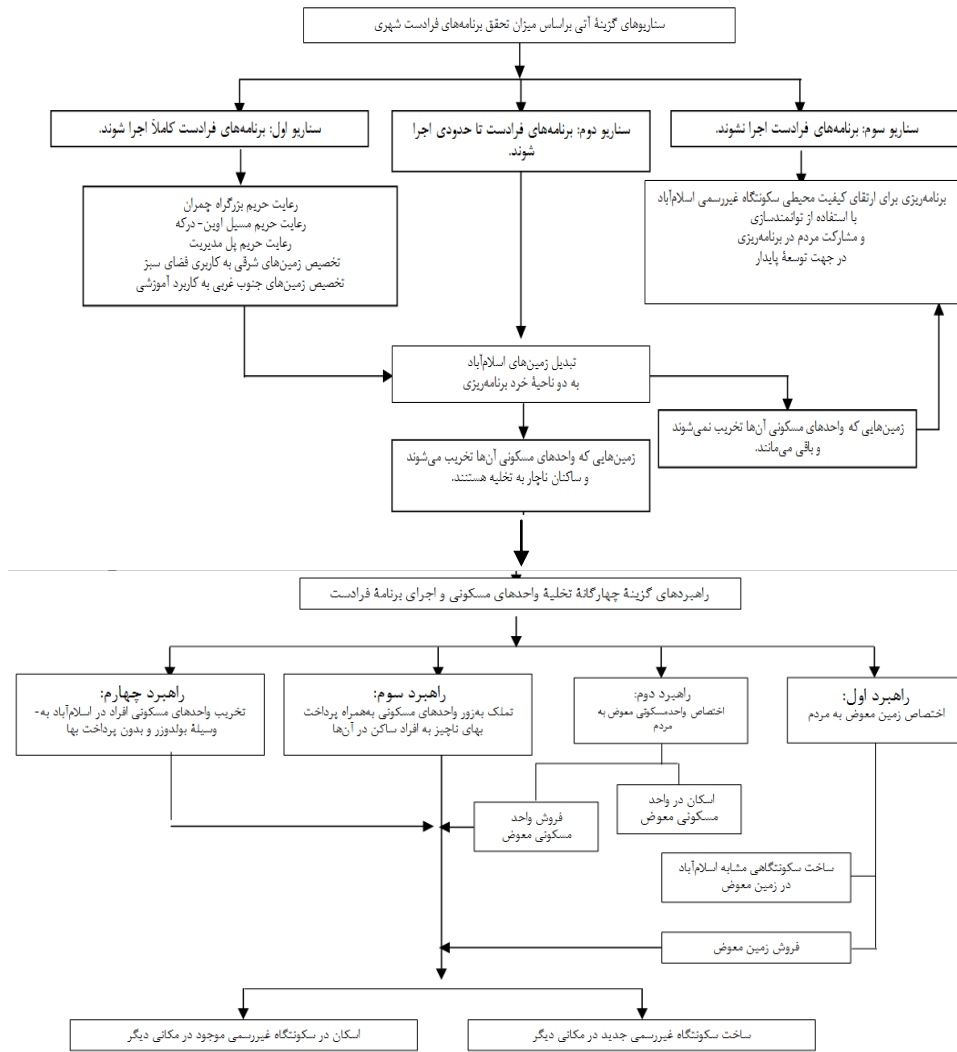 سناریوهای گزینهٔ آتی براساس میزان تحقق برنامه‌های فرادست شهری
سناریو سوم: برنامه‌های فرادست اجرا نشوند.
سناریو دوم: برنامه‌های فرادست تا حدودی اجرا
شوند.
سناریو اول: برنامه‌های فرادست کاملاً اجرا شوند.
برنامه‌ریزی برای ارتقای کیفیت محیطی سکونتگاه غیررسمی اسلام‌آباد
با استفاده از توانمندسازی
و مشارکت مردم در برنامه‌ریزی
در جهت توسعهٔ پایدار
رعایت حریم بزرگراه چمران
رعایت حریم مسیل اوین- درکه
رعایت حریم پل مدیریت
تخصیص زمین‌های شرقی به کاربری فضای سبز
تخصیص زمین‌های جنوب غربی به کاربرد آموزشی
تبدیل زمین‌های اسلام‌آباد
به دو ناحیهٔ خرد برنامه‌ریزی
زمین‌هایی که واحدهای مسکونی آن‌ها تخریب نمی‌شوند
و باقی می‌مانند.
زمین‌هایی که واحدهای مسکونی آن‌ها تخریب می‌شوند
و ساکنان ناچار به تخلیه هستنند.
راهبردهای گزینهٔ چهارگانهٔ تخلیهٔ واحدهای مسکونی و اجرای برنامهٔ فرادست
راهبرد اول:
اختصاص زمین معوض به مردم
راهبرد دوم:
اختصاص واحدمسکونی معوض به
مردم
راهبرد سوم:
تملک به‌زور واحدهای مسکونی به‌همراه پرداخت
بهای ناچیز به افراد ساکن در آن‌ها
راهبرد چهارم:
تخریب واحدهای مسکونی افراد در اسلام‌آباد به-
وسیلهٔ بولدوزر و بدون پرداخت بها
اسکان در واحد
مسکونی معوض
فروش واحد
مسکونی معوض
ساخت سکونتگاهی مشابه اسلام‌آباد
در زمین معوض
فروش زمین معوض
ساخت سکونتگاه غیررسمی جدید در مکانی دیگر
اسکان در سکونتگاه غیررسمی موجود در مکانی دیگر